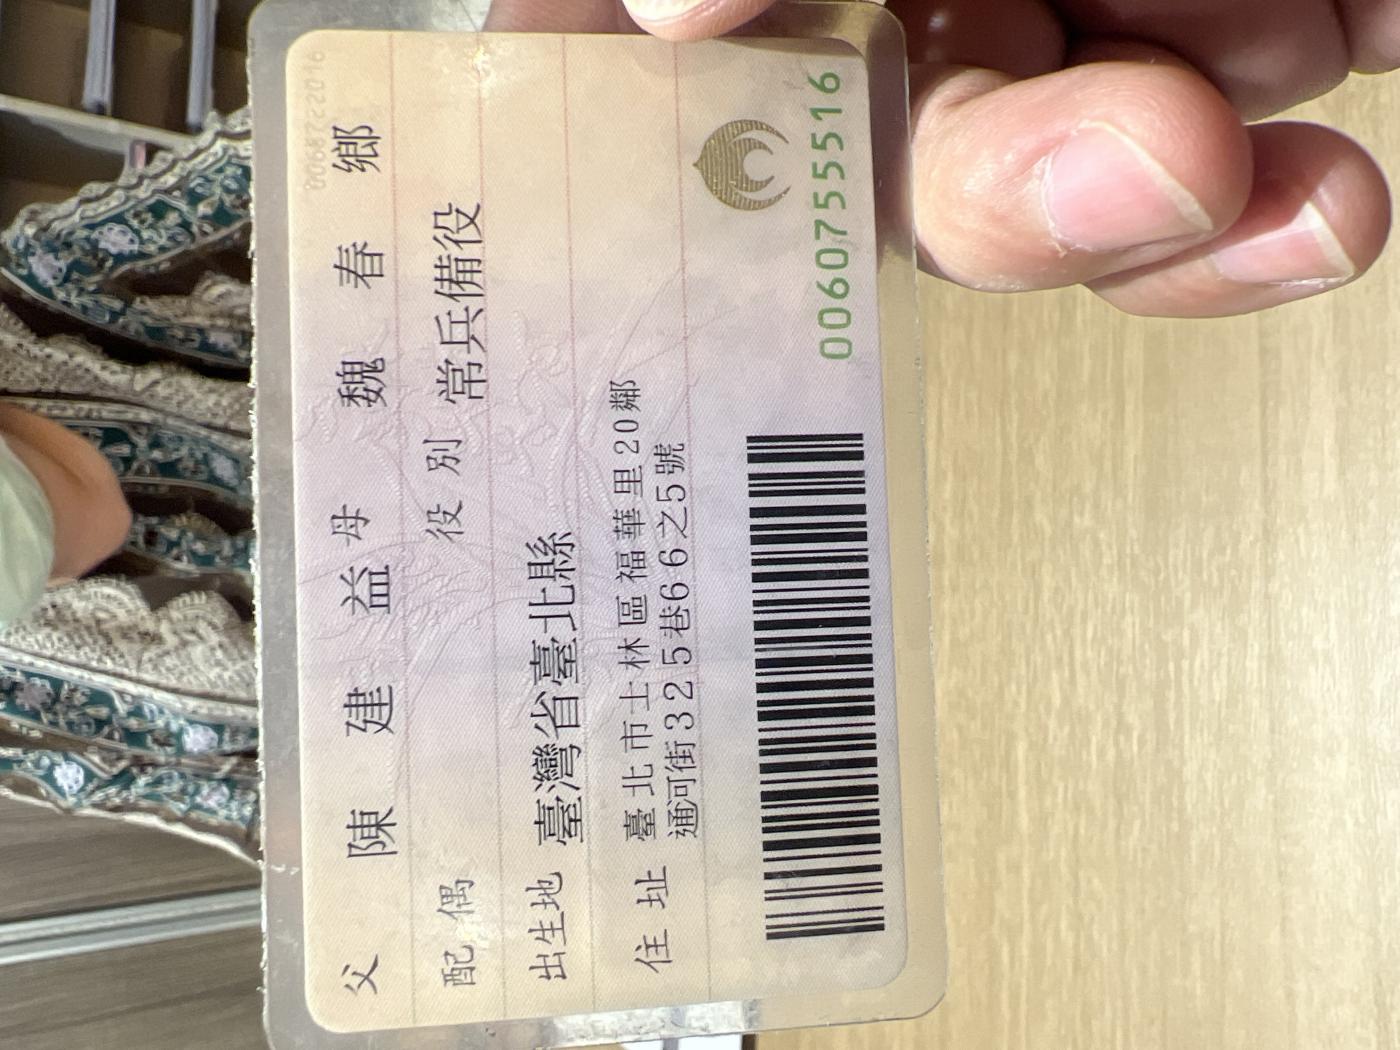 父 陳建益 母 魏春鄉
配偶 役別 常兵備役
出生地 臺灣省臺北縣
住址 臺北市士林區福華里20鄰
通河街325巷66之5號
0060755516